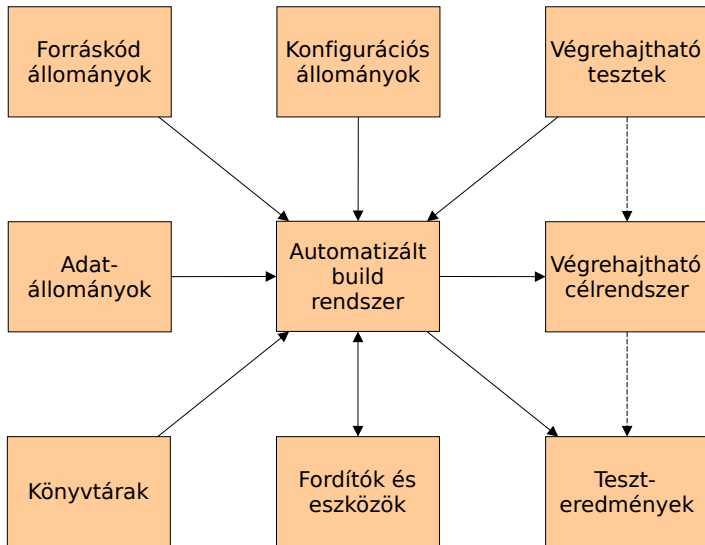 Forráskód
állományok
Konfigurációs
állományok
Végrehajtható
tesztek
Adat-
állományok
Automatizált
build
rendszer
Végrehajtható
célrendszer
Könyvtárak
Fordítók és
eszközök
Teszt-
eredmények